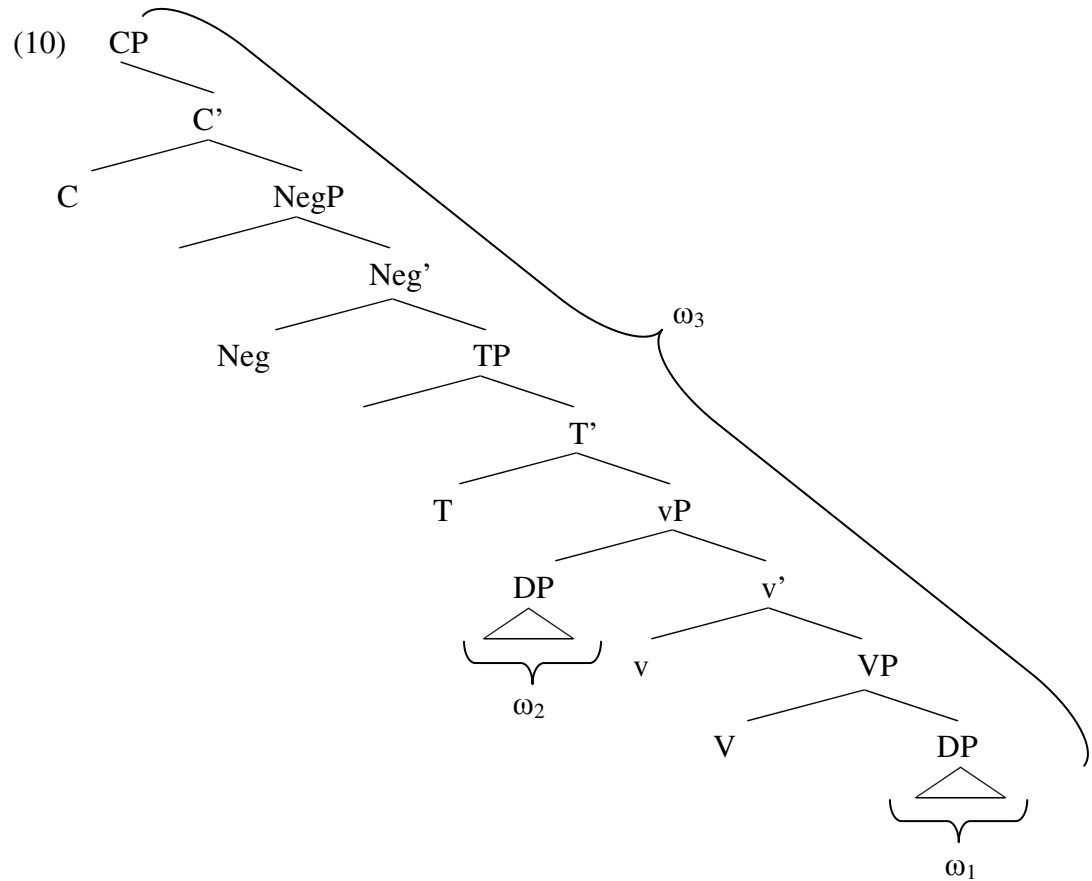 (10) CP
C’
C
NegP
Neg’
ω₃
Neg
TP
T’
T
vP
DP
v’
v
VP
ω₂
V
DP
ω₁